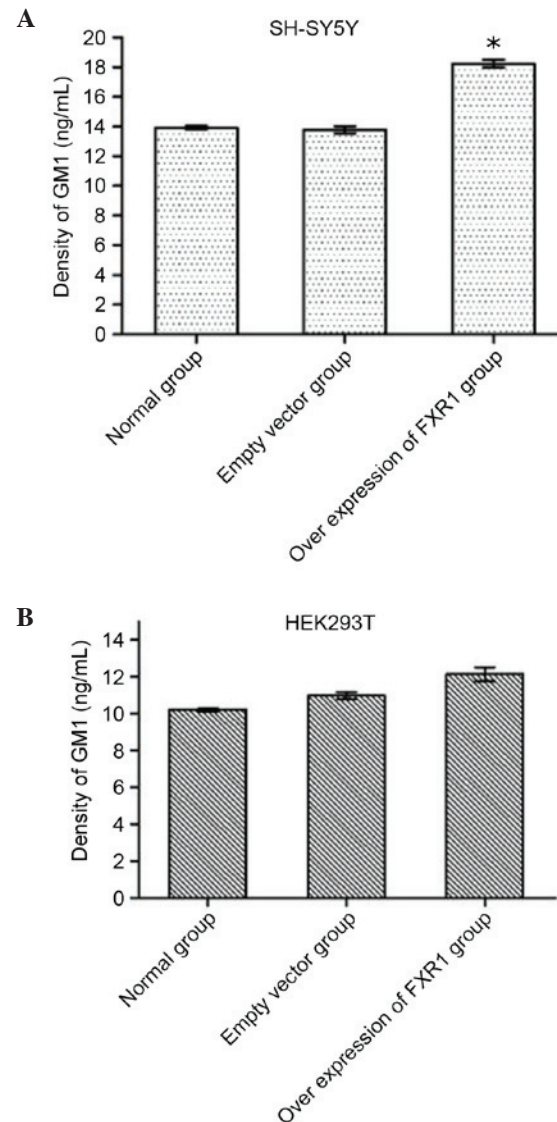 A
SH-SY5Y
*
Density of GM1 (ng/mL)
20
18
16
14
12
10
8
6
4
2
0
Normal group
Empty vector group
Over expression of FXR1 group
B
HEK293T
Density of GM1 (ng/mL)
14
12
10
8
6
4
2
0
Normal group
Empty vector group
Over expression of FXR1 group